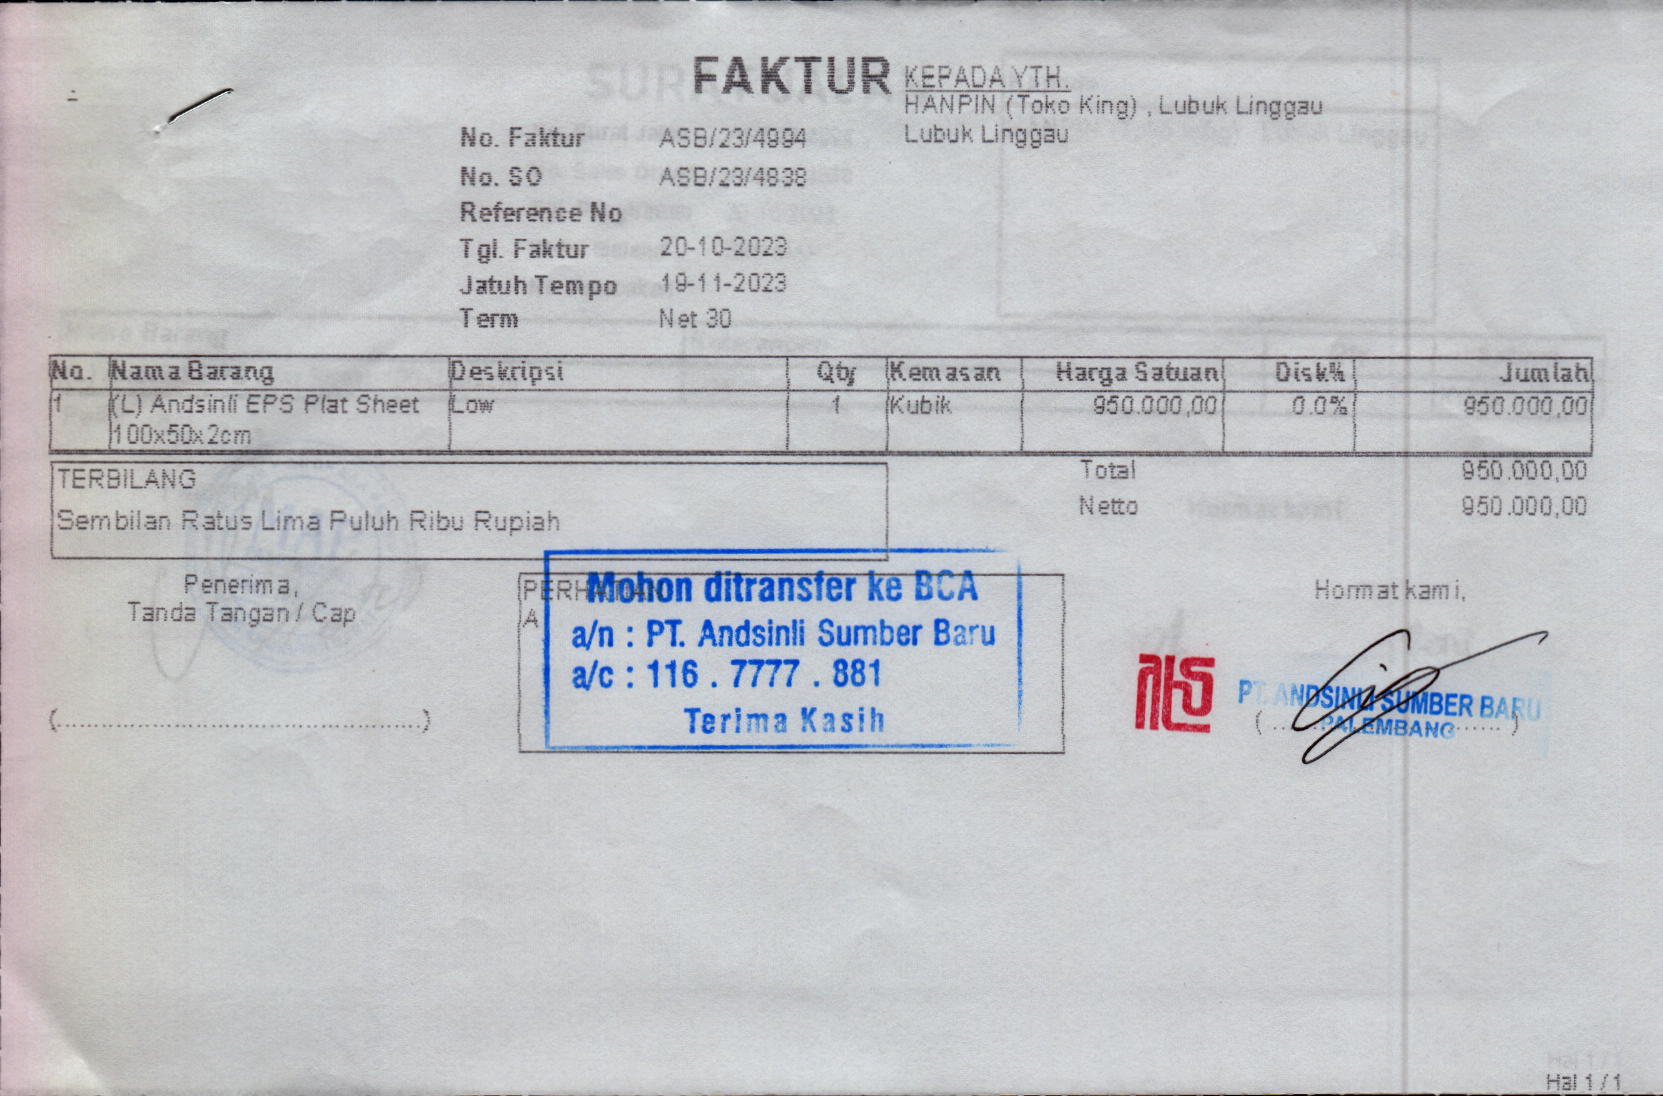 FAKTUR
KEPADA YTH.
HANPIN (Toko King) , Lubuk Linggau
Lubuk Linggau
No. Faktur ASB/23/4994
No. SO ASB/23/4838
Reference No
Tgl. Faktur 20-10-2023
Jatuh Tempo 19-11-2023
Term Net 30
No. Nama Barang Deskripsi Qty Kemasan Harga Satuan Disk% Jumlah
1 (L) Andsinli EPS Plat Sheet Low 1 Kubik 950.000,00 0.0% 950.000,00
100x50x2cm
TERBILANG
Sembilan Ratus Lima Puluh Ribu Rupiah
Total 950.000,00
Netto 950.000,00
Penerima,
Tanda Tangan / Cap
(........................................)
A
Mohon ditransfer ke BCA
a/n : PT. Andsinli Sumber Baru
a/c : 116 . 7777 . 881
Terima Kasih
Hormat kami,
PT. ANDSINLI SUMBER BARU
PALEMBANG
Hal 1 / 1